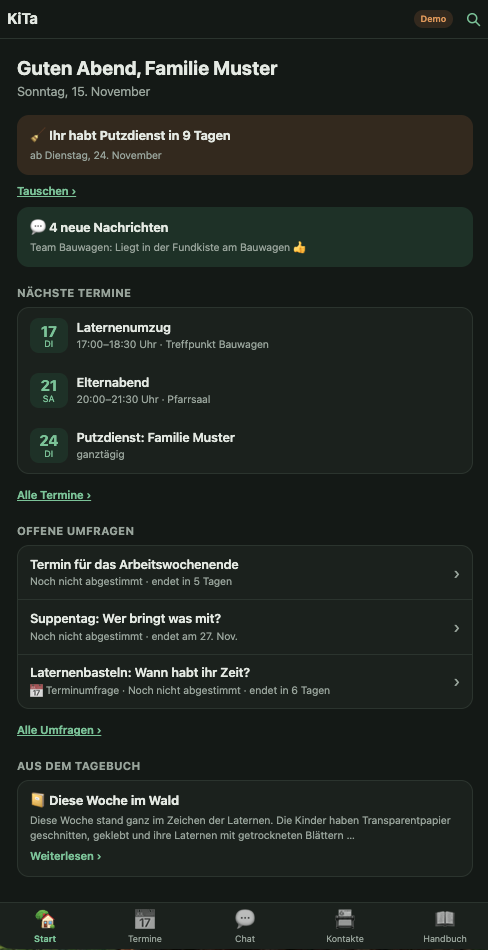 KiTa
Demo
Guten Abend, Familie Muster
Sonntag, 15. November
🧹 Ihr habt Putzdienst in 9 Tagen
ab Dienstag, 24. November
Tauschen ›
💬 4 neue Nachrichten
Team Bauwagen: Liegt in der Fundkiste am Bauwagen 👍
NÄCHSTE TERMINE
17
DI
Laternenumzug
17:00–18:30 Uhr · Treffpunkt Bauwagen
21
SA
Elternabend
20:00–21:30 Uhr · Pfarrsaal
24
DI
Putzdienst: Familie Muster
ganztägig
Alle Termine ›
OFFENE UMFRAGEN
Termin für das Arbeitswochenende
Noch nicht abgestimmt · endet in 5 Tagen
Suppentag: Wer bringt was mit?
Noch nicht abgestimmt · endet am 27. Nov.
Laternenbasteln: Wann habt ihr Zeit?
📅 Terminumfrage · Noch nicht abgestimmt · endet in 6 Tagen
Alle Umfragen ›
AUS DEM TAGEBUCH
📔 Diese Woche im Wald
Diese Woche stand ganz im Zeichen der Laternen. Die Kinder haben Transparentpapier
geschnitten, geklebt und ihre Laternen mit getrockneten Blättern ...
Weiterlesen ›
Start
Termine
Chat
Kontakte
Handbuch